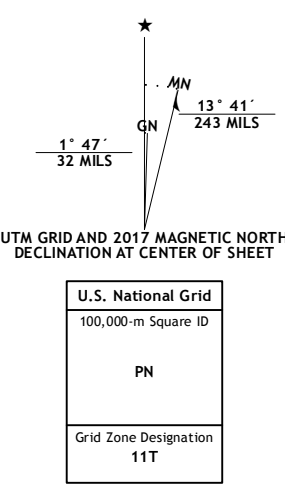 ★
MN
GN
13° 41´
243 MILS
1° 47´
32 MILS
UTM GRID AND 2017 MAGNETIC NORTH
DECLINATION AT CENTER OF SHEET
U.S. National Grid
100,000-m Square ID
PN
Grid Zone Designation
11T